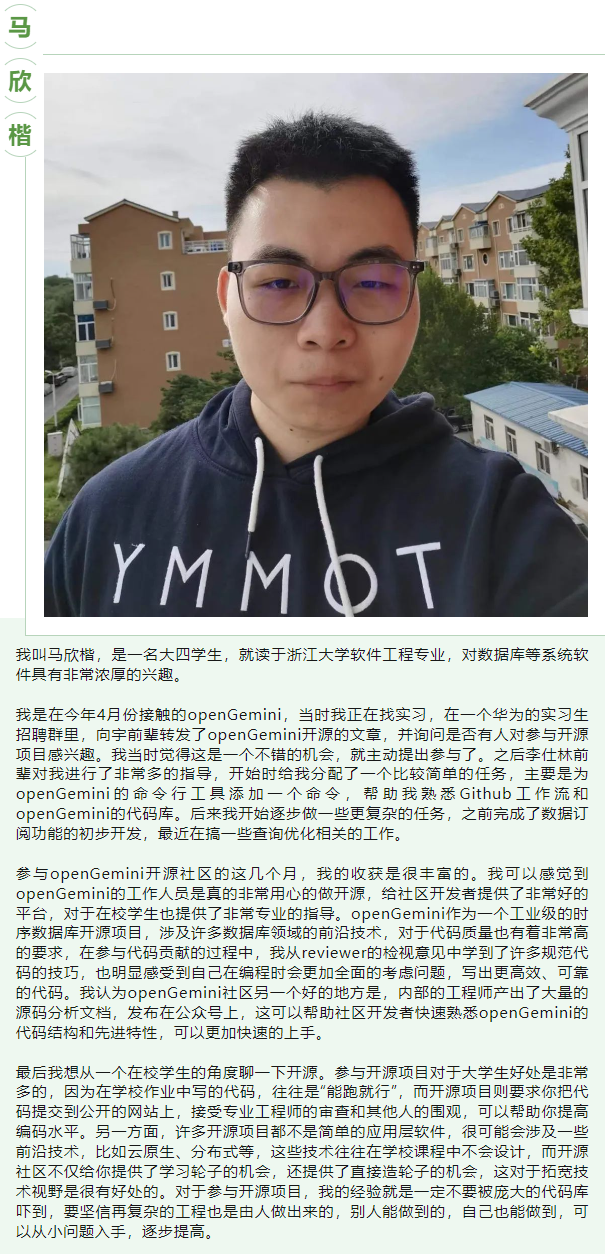 马
欣
楷
YMMOT
我叫马欣楷，是一名大四学生，就读于浙江大学软件工程专业，对数据库等系统软
件具有非常浓厚的兴趣。
我是在今年4月份接触的openGemini，当时我正在找实习，在一个华为的实习生
招聘群里，向宇前辈转发了openGemini开源的文章，并询问是否有人对参与开源
项目感兴趣。我当时觉得这是一个不错的机会，就主动提出参与了。之后李仕林前
辈对我进行了非常多的指导，开始时给我分配了一个比较简单的任务，主要是为
openGemini的命令行工具添加一个命令，帮助我熟悉Github工作流和
openGemini的代码库。后来我开始逐步做一些更复杂的任务，之前完成了数据订
阅功能的初步开发，最近在搞一些查询优化相关的工作。
参与openGemini开源社区的这几个月，我的收获是很丰富的。我可以感觉到
openGemini的工作人员是真的非常用心的做开源，给社区开发者提供了非常好的
平台，对于在校学生也提供了非常专业的指导。openGemini作为一个工业级的时
序数据库开源项目，涉及许多数据库领域的前沿技术，对于代码质量也有着非常高
的要求，在参与代码贡献的过程中，我从reviewer的检视意见中学到了许多规范代
码的技巧，也明显感受到自己在编程时会更加全面的考虑问题，写出更高效、可靠
的代码。我认为openGemini社区另一个好的地方是，内部的工程师产出了大量的
源码分析文档，发布在公众号上，这可以帮助社区开发者快速熟悉openGemini的
代码结构和先进特性，可以更加快速的上手。
最后我想从一个在校学生的角度聊一下开源。参与开源项目对于大学生好处是非常
多的，因为在学校作业中写的代码，往往是“能跑就行”，而开源项目则要求你把代
码提交到公开的网站上，接受专业工程师的审查和其他人的围观，可以帮助你提高
编码水平。另一方面，许多开源项目都不是简单的应用层软件，很可能会涉及一些
前沿技术，比如云原生、分布式等，这些技术往往在学校课程中不会设计，而开源
社区不仅给你提供了学习轮子的机会，还提供了直接造轮子的机会，这对于拓宽技
术视野是很有好处的。对于参与开源项目，我的经验就是一定不要被庞大的代码库
吓到，要坚信再复杂的工程也是由人做出来的，别人能做到的，自己也能做到，可
以从小问题入手，逐步提高。